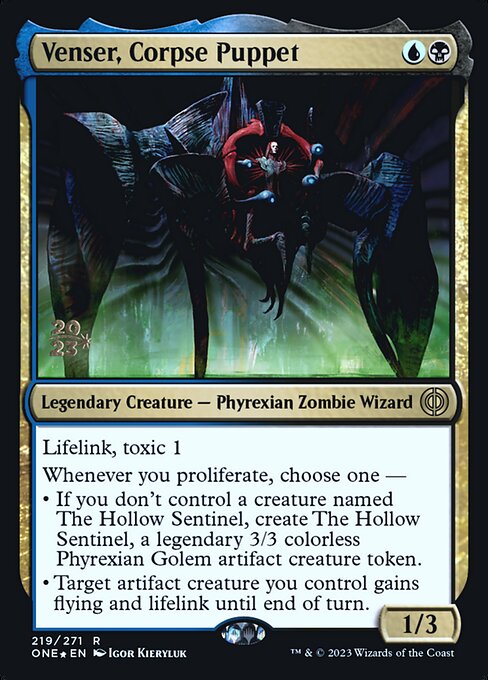 Venser, Corpse Puppet
20
23
Legendary Creature — Phyrexian Zombie Wizard
Lifelink, toxic 1
Whenever you proliferate, choose one —
• If you don't control a creature named
The Hollow Sentinel, create The Hollow
Sentinel, a legendary 3/3 colorless
Phyrexian Golem artifact creature token.
• Target artifact creature you control gains
flying and lifelink until end of turn.
1/3
219/271 R
ONE★EN Igor Kieryluk
™ & © 2023 Wizards of the Coast